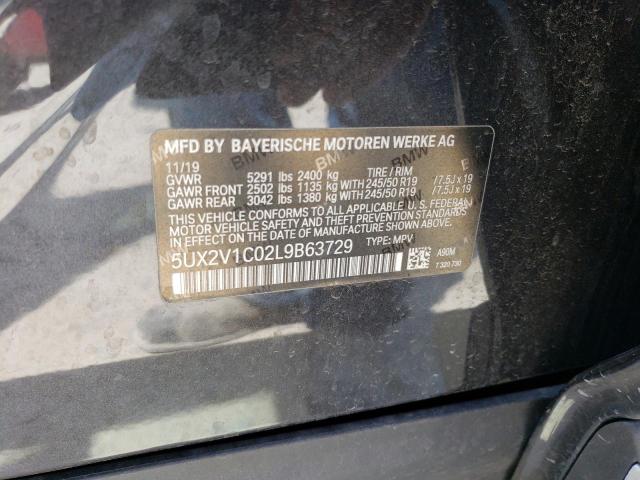 MFD BY BAYERISCHE MOTOREN WERKE AG
11/19
GVWR 5291 lbs 2400 kg TIRE / RIM
GAWR FRONT 2502 lbs 1135 kg WITH 245/50 R19 / 7.5J x 19
GAWR REAR 3042 lbs 1380 kg WITH 245/50 R19 / 7.5J x 19
THIS VEHICLE CONFORMS TO ALL APPLICABLE U.S. FEDERAL
MOTOR VEHICLE SAFETY, BUMPER, AND THEFT PREVENTION
STANDARDS IN EFFECT ON THE DATE OF
MANUFACTURE SHOWN ABOVE.
5UX2V1C02L9B63729 TYPE: MPV
A90M
7 320 730